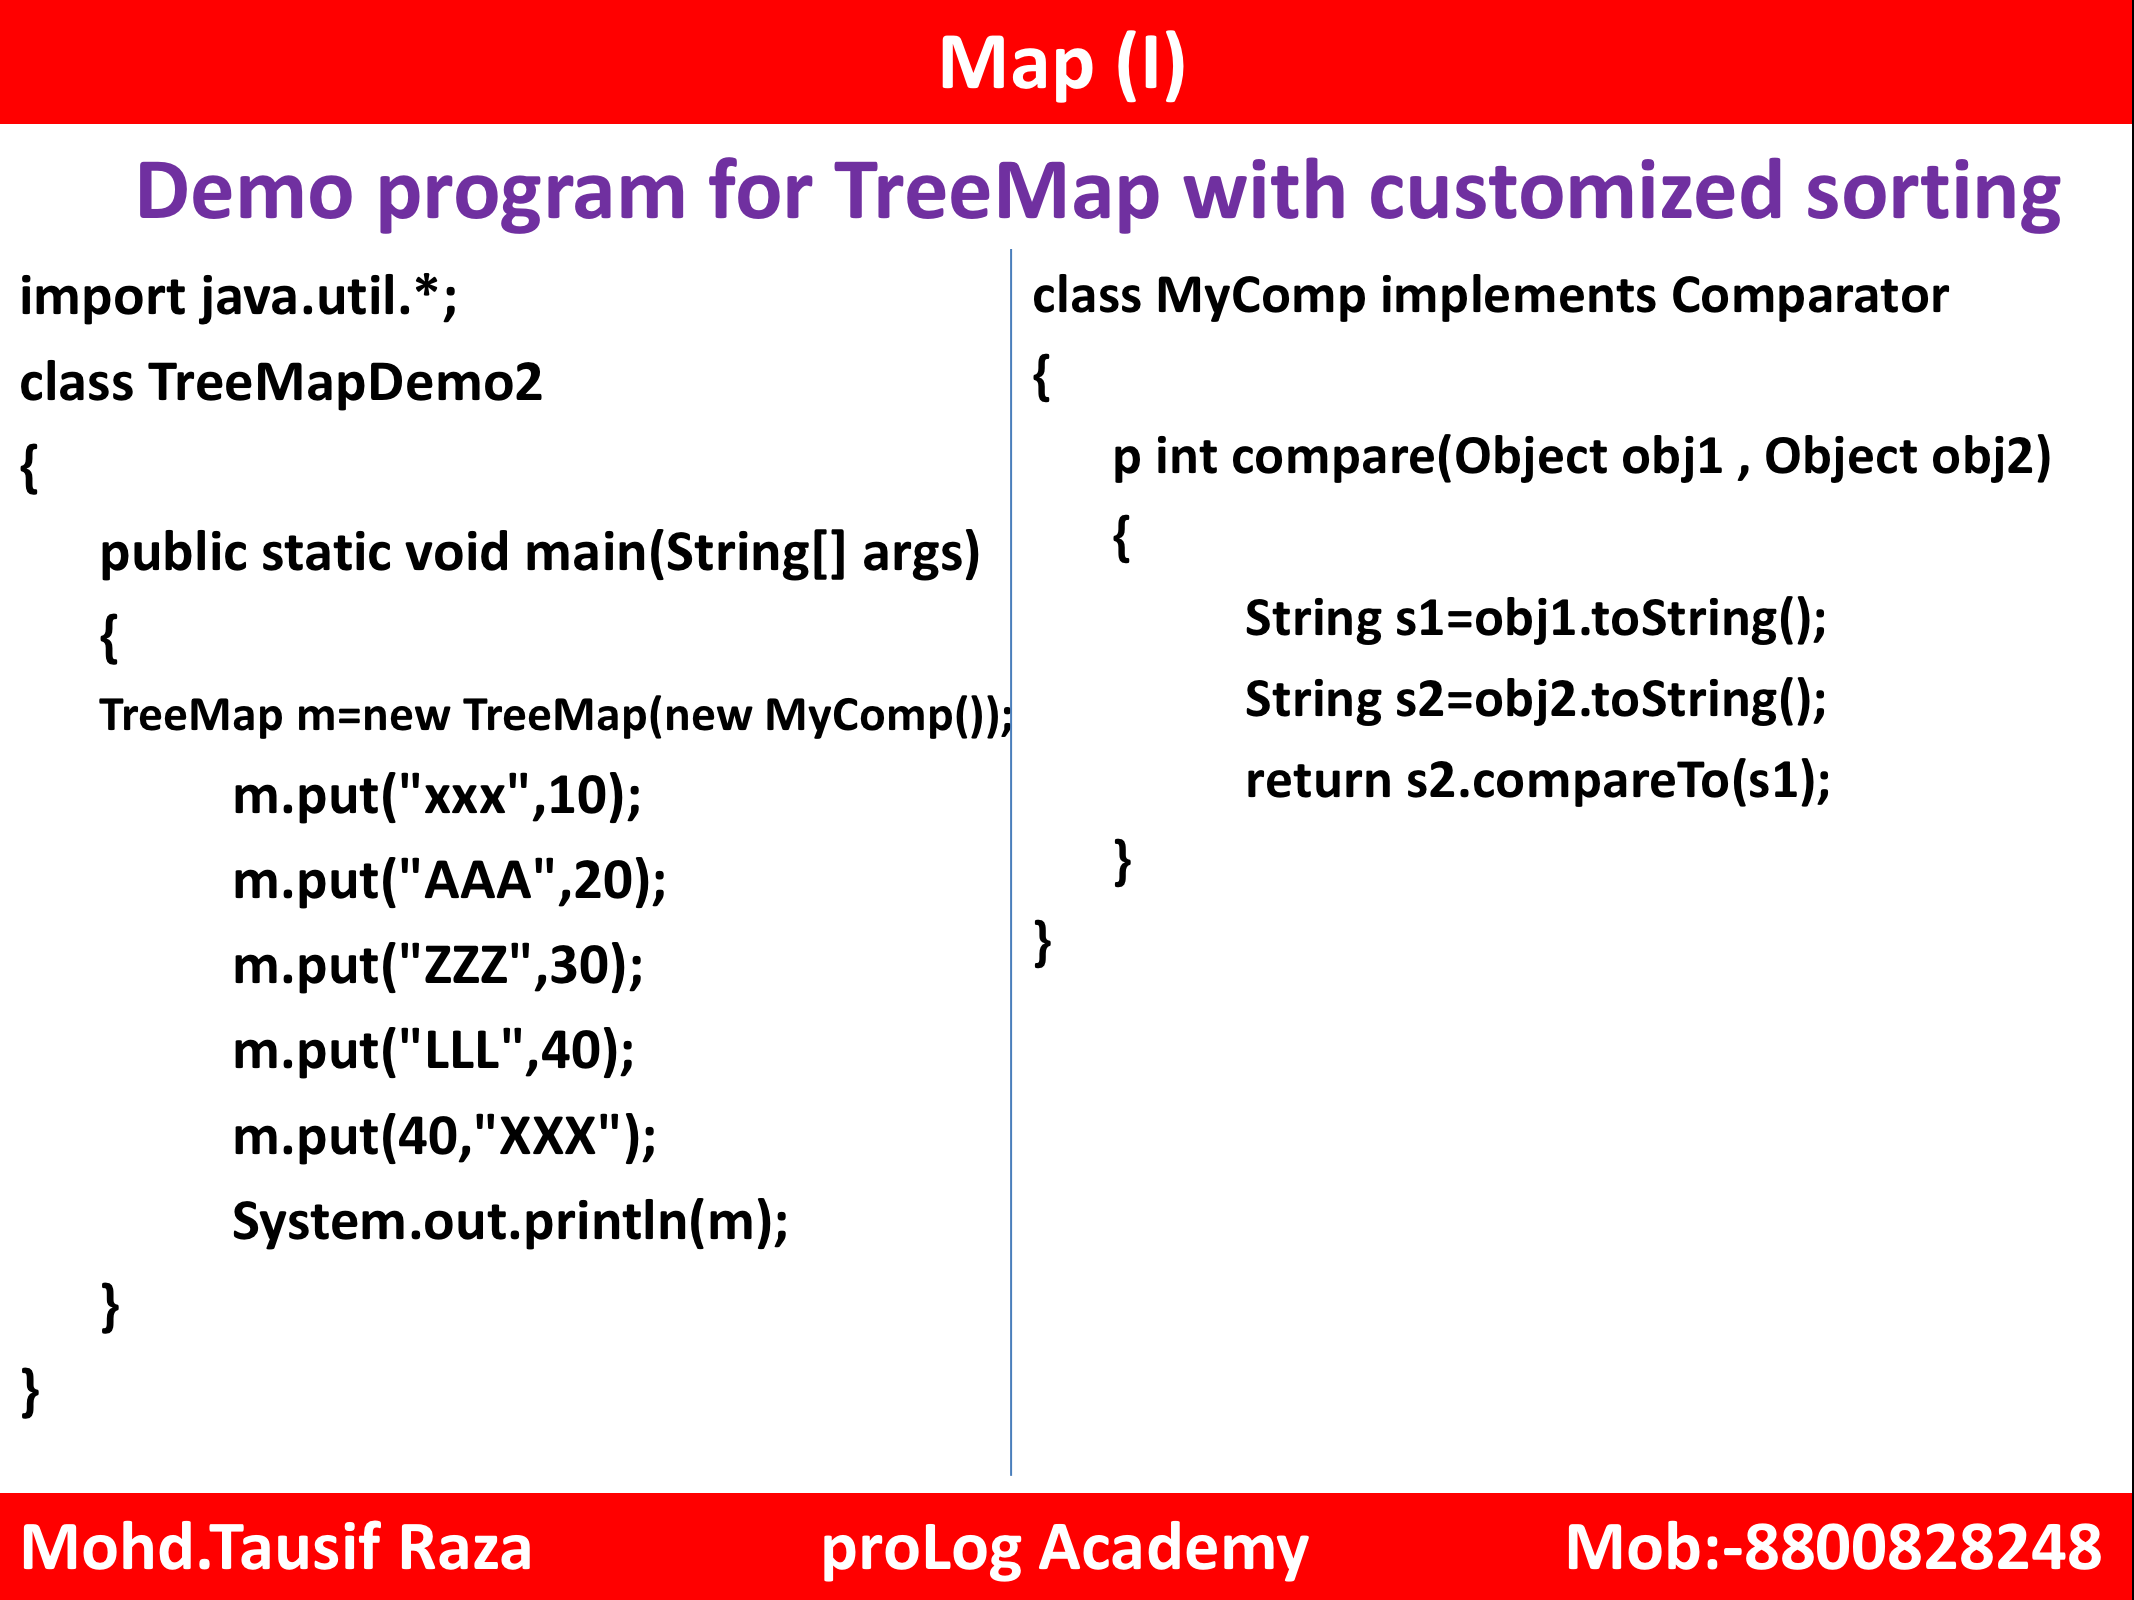 Map (I)
Demo program for TreeMap with customized sorting
import java.util.*;
class TreeMapDemo2
{
public static void main(String[] args)
{
TreeMap m=new TreeMap(new MyComp());
m.put("xxx",10);
m.put("AAA",20);
m.put("ZZZ",30);
m.put("LLL",40);
m.put(40,"XXX");
System.out.println(m);
}
}
class MyComp implements Comparator
{
p int compare(Object obj1 , Object obj2)
{
String s1=obj1.toString();
String s2=obj2.toString();
return s2.compareTo(s1);
}
}
Mohd.Tausif Raza proLog Academy Mob:-8800828248